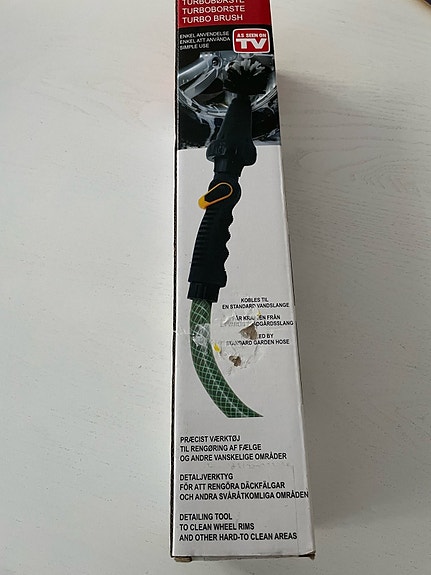 TURBOBØRSTE
TURBOBORSTE
TURBO BRUSH
ENKEL ANVENDELSE
ENKEL ATT ANVÄNDA
SIMPLE USE
AS SEEN ON
TV
KOBLES TIL
EN STANDARD VANDSLANGE
FRÅN
ED BY
GARDEN HOSE
PRÆCIST VÆRKTØJ
TIL RENGØRING AF FÆLGE
OG ANDRE VANSKELIGE OMRÅDER
DETALJVERKTYG
FÖR ATT RENGÖRA DÄCKFÄLGAR
OCH ANDRA SVÅRÅTKOMLIGA OMRÅDEN
DETAILING TOOL
TO CLEAN WHEEL RIMS
AND OTHER HARD-TO CLEAN AREAS